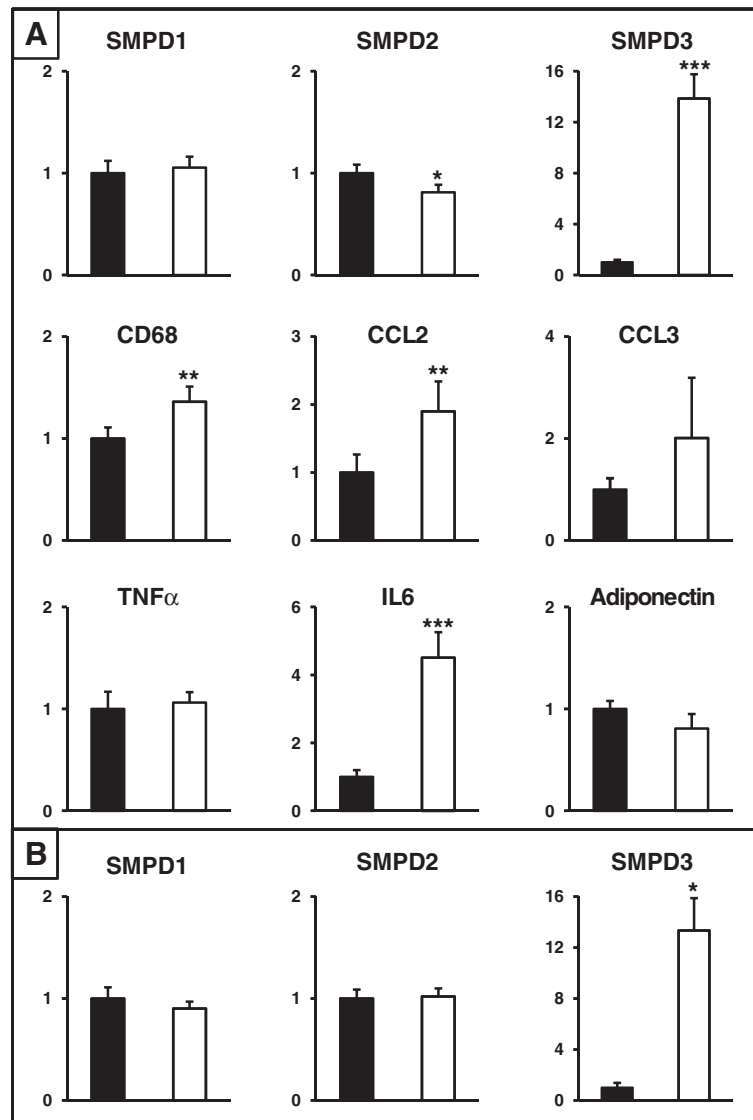 A
SMPD1 SMPD2 SMPD3
2 2 16 ***
12
1 1 * 8
4
0 0 0
CD68 CCL2 CCL3
2 3 4
** **
2
1 2
1
0 0 0
TNFα IL6 Adiponectin
2 6 2
***
4
1 1
2
0 0 0
B
SMPD1 SMPD2 SMPD3
2 2 16 *
12
1 1 8
4
0 0 0